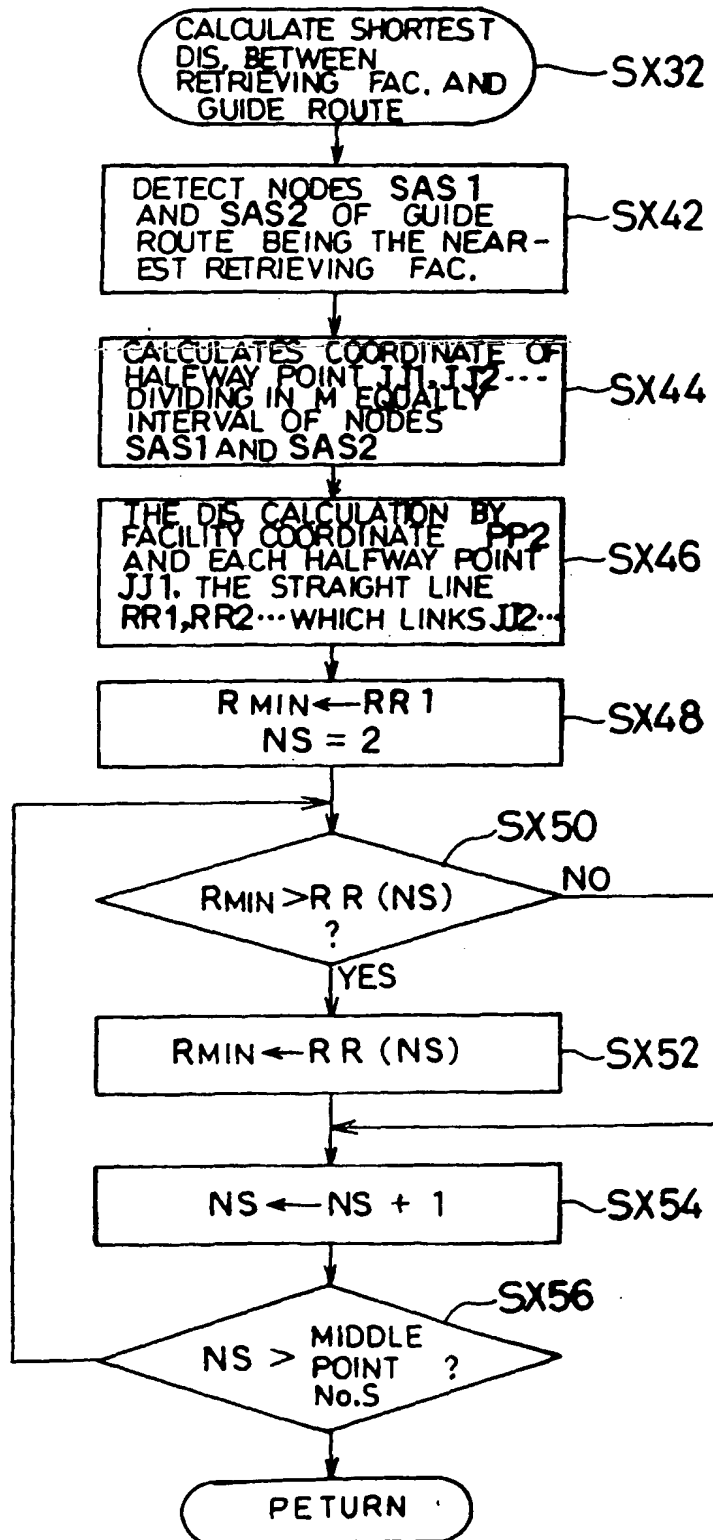 CALCULATE SHORTEST
DIS. BETWEEN
RETRIEVING FAC. AND
GUIDE ROUTE
SX32
DETECT NODES SAS1
AND SAS2 OF GUIDE
ROUTE BEING THE NEAR-
EST RETRIEVING FAC.
SX42
CALCULATES COORDINATE OF
HALFWAY POINT JJ1, JJ2 ···
DIVIDING IN M EQUALLY
INTERVAL OF NODES
SAS1 AND SAS2
SX44
THE DIS. CALCULATION BY
FACILITY COORDINATE PP2
AND EACH HALFWAY POINT
JJ1. THE STRAIGHT LINE
RR1,RR2···WHICH LINKS JJ2···
SX46
RMIN←RR1
NS = 2
SX48
SX50
RMIN>RR(NS)
?
NO
YES
RMIN←RR(NS)
SX52
NS←NS + 1
SX54
SX56
NS > MIDDLE
POINT ?
No.S
PETURN